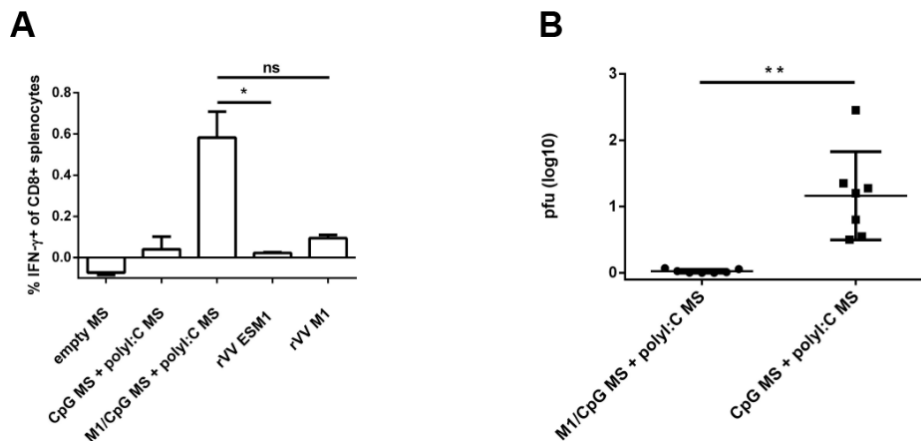 A
% IFN-γ+ of CD8+ splenocytes
0.8
0.6
0.4
0.2
0.0
ns
*
empty MS
CpG MS + polyI:C MS
M1/CpG MS + polyI:C MS
rVV ESM1
rVV M1
B
pfu (log10)
3
2
1
0
**
M1/CpG MS + polyI:C MS
CpG MS + polyI:C MS